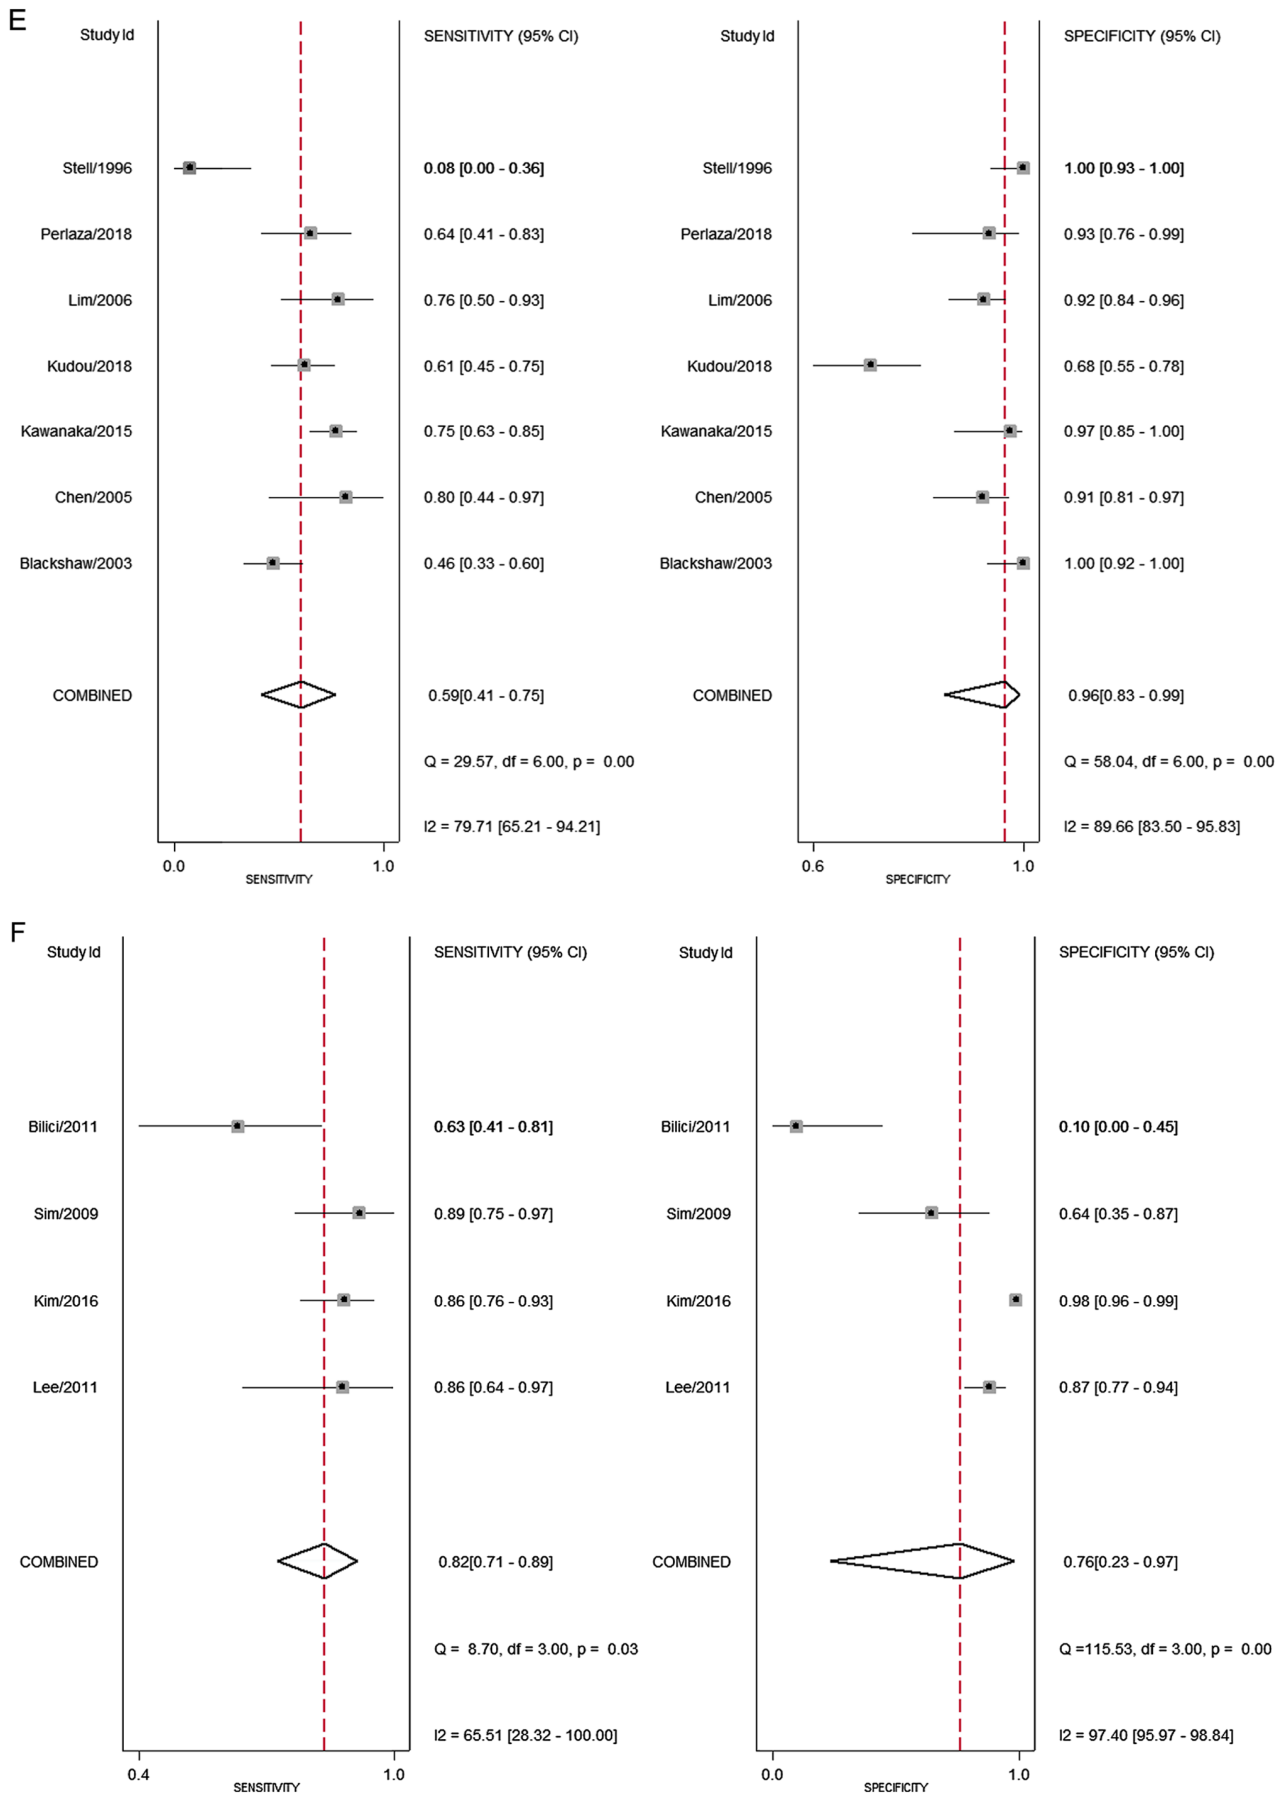 E
Study Id SENSITIVITY (95% CI) Study Id SPECIFICITY (95% CI)
Stell/1996 0.08 [0.00 - 0.36] Stell/1996 1.00 [0.93 - 1.00]
Perlaza/2018 0.64 [0.41 - 0.83] Perlaza/2018 0.93 [0.76 - 0.99]
Lim/2006 0.76 [0.50 - 0.93] Lim/2006 0.92 [0.84 - 0.96]
Kudou/2018 0.61 [0.45 - 0.75] Kudou/2018 0.68 [0.55 - 0.78]
Kawanaka/2015 0.75 [0.63 - 0.85] Kawanaka/2015 0.97 [0.85 - 1.00]
Chen/2005 0.80 [0.44 - 0.97] Chen/2005 0.91 [0.81 - 0.97]
Blackshaw/2003 0.46 [0.33 - 0.60] Blackshaw/2003 1.00 [0.92 - 1.00]
COMBINED 0.59[0.41 - 0.75] COMBINED 0.96[0.83 - 0.99]
Q = 29.57, df = 6.00, p = 0.00 Q = 58.04, df = 6.00, p = 0.00
I2 = 79.71 [65.21 - 94.21] I2 = 89.66 [83.50 - 95.83]
0.0 1.0 0.6 1.0
SENSITIVITY SPECIFICITY
F
Study Id SENSITIVITY (95% CI) Study Id SPECIFICITY (95% CI)
Bilici/2011 0.63 [0.41 - 0.81] Bilici/2011 0.10 [0.00 - 0.45]
Sim/2009 0.89 [0.75 - 0.97] Sim/2009 0.64 [0.35 - 0.87]
Kim/2016 0.86 [0.76 - 0.93] Kim/2016 0.98 [0.96 - 0.99]
Lee/2011 0.86 [0.64 - 0.97] Lee/2011 0.87 [0.77 - 0.94]
COMBINED 0.82[0.71 - 0.89] COMBINED 0.76[0.23 - 0.97]
Q = 8.70, df = 3.00, p = 0.03 Q =115.53, df = 3.00, p = 0.00
I2 = 65.51 [28.32 - 100.00] I2 = 97.40 [95.97 - 98.84]
0.4 1.0 0.0 1.0
SENSITIVITY SPECIFICITY